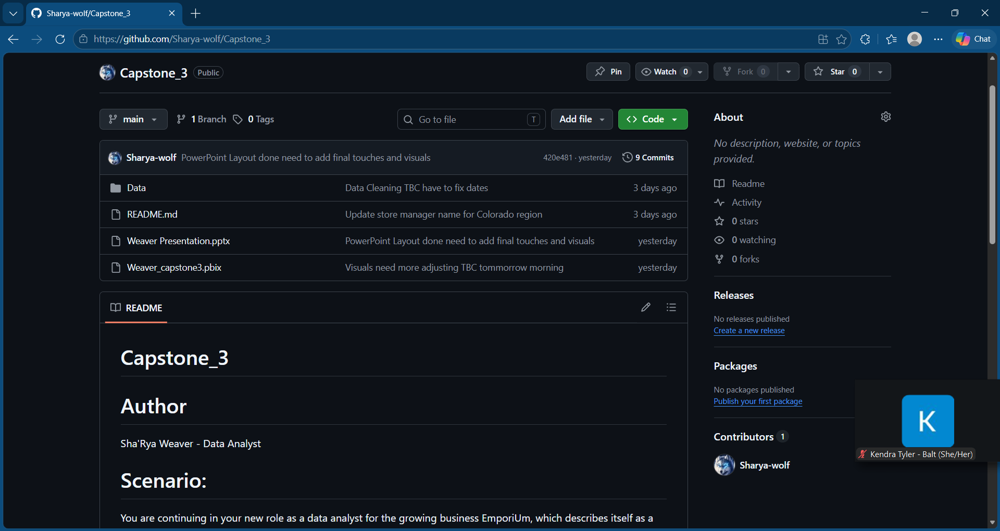 Sharya-wolf/Capstone_3
https://github.com/Sharya-wolf/Capstone_3
Chat
Capstone_3 Public
Pin
Watch 0
Fork 0
Star 0
main
1 Branch
0 Tags
Go to file
T
Add file
Code
Sharya-wolf PowerPoint Layout done need to add final touches and visuals 420e481 · yesterday 9 Commits
Data Data Cleaning TBC have to fix dates 3 days ago
README.md Update store manager name for Colorado region 3 days ago
Weaver Presentation.pptx PowerPoint Layout done need to add final touches and visuals yesterday
Weaver_capstone3.pbix Visuals need more adjusting TBC tommorrow morning yesterday
README
Capstone_3
Author
Sha'Rya Weaver - Data Analyst
Scenario:
You are continuing in your new role as a data analyst for the growing business EmporiUm, which describes itself as a
About
No description, website, or topics
provided.
Readme
Activity
0 stars
0 watching
0 forks
Releases
No releases published
Create a new release
Packages
No packages published
Publish your first package
Contributors 1
Sharya-wolf
K
Kendra Tyler - Balt (She/Her)